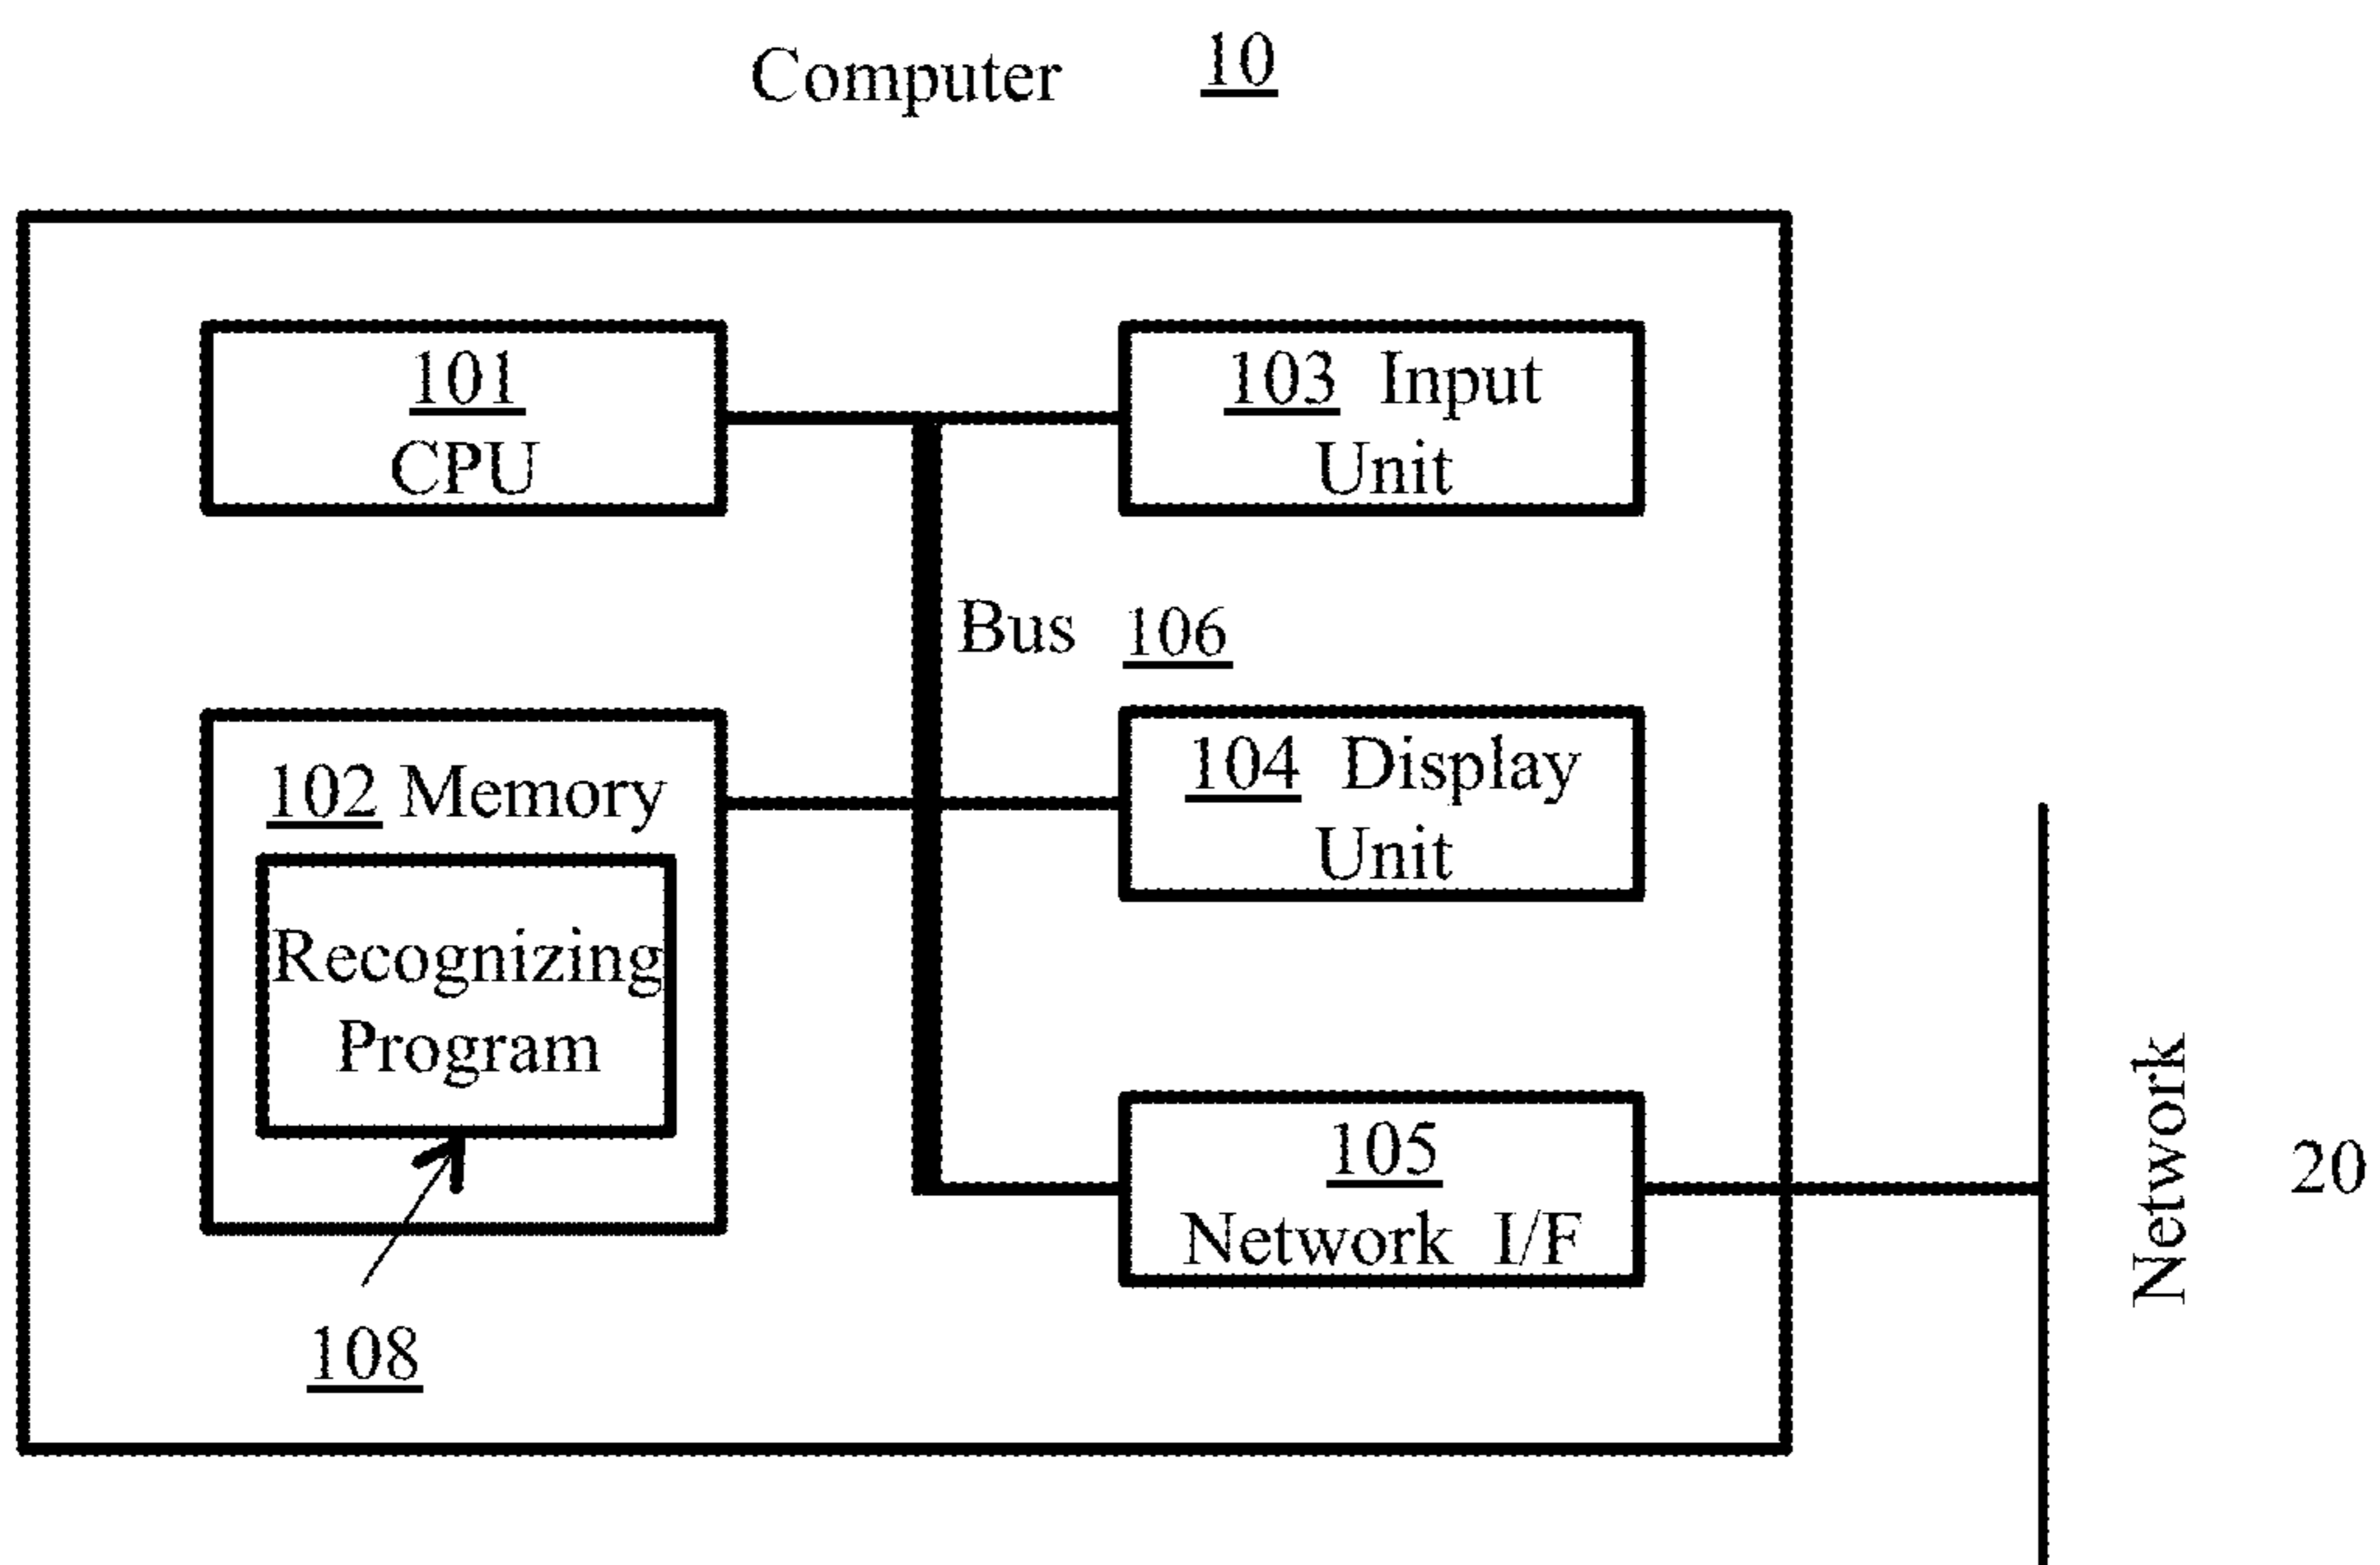 Computer 10
101
CPU
103 Input
Unit
Bus 106
102 Memory
Recognizing
Program
108
104 Display
Unit
105
Network I/F
Network
20